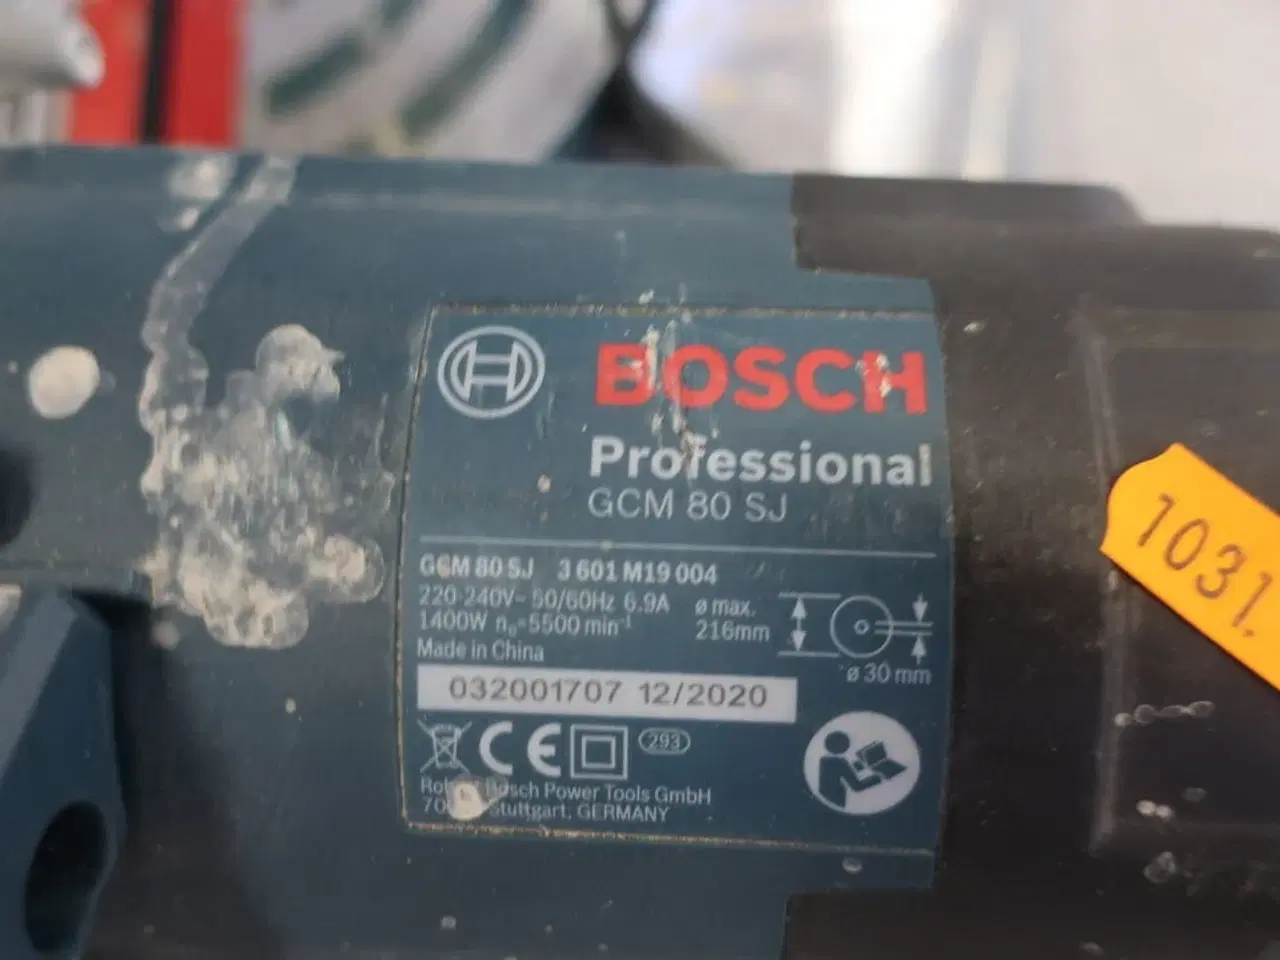 BOSCH
Professional
GCM 80 SJ
GCM 80 SJ 3 601 M19 004
220-240V~ 50/60Hz 6.9A
1400W n₀=5500 min⁻¹
Made in China
ø max.
216mm
ø 30 mm
032001707 12/2020
CE
293
Bosch Power Tools GmbH
Stuttgart, GERMANY
1031.